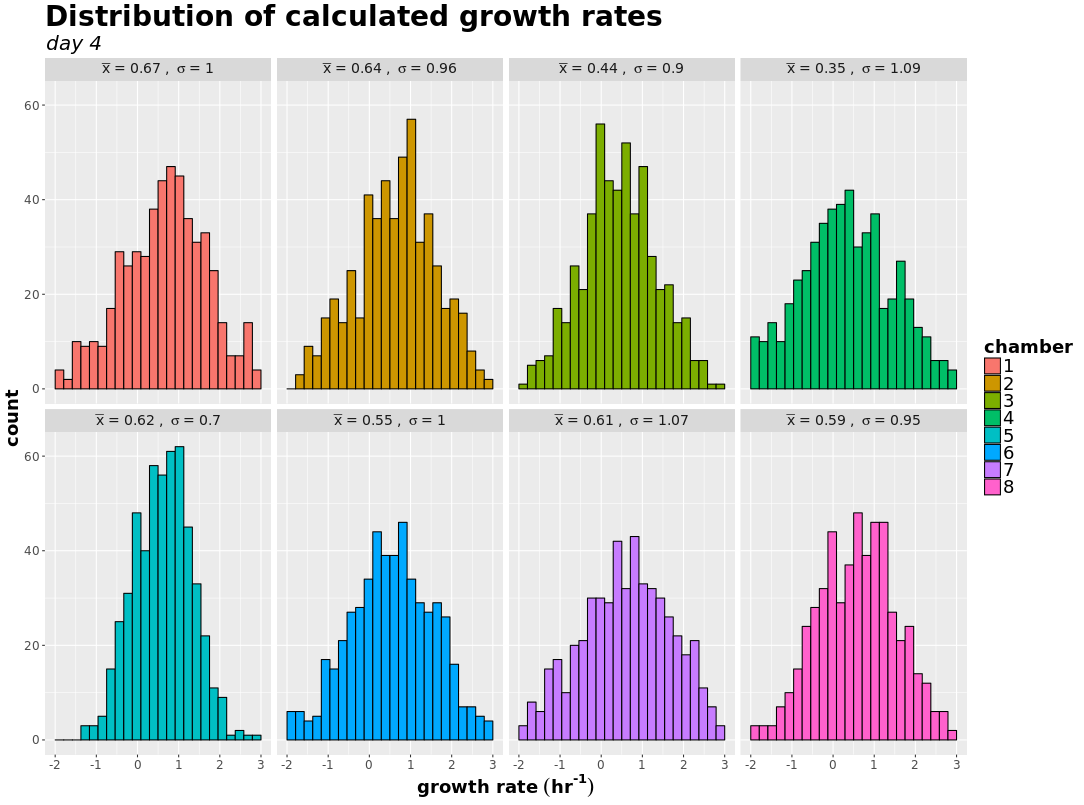 Distribution of calculated growth rates
day 4
x̅ = 0.67 , σ = 1
x̅ = 0.64 , σ = 0.96
x̅ = 0.44 , σ = 0.9
x̅ = 0.35 , σ = 1.09
60
40
20
0
x̅ = 0.62 , σ = 0.7
x̅ = 0.55 , σ = 1
x̅ = 0.61 , σ = 1.07
x̅ = 0.59 , σ = 0.95
60
40
20
0
-2 -1 0 1 2 3
-2 -1 0 1 2 3
-2 -1 0 1 2 3
-2 -1 0 1 2 3
count
growth rate (hr⁻¹)
chamber
1
2
3
4
5
6
7
8